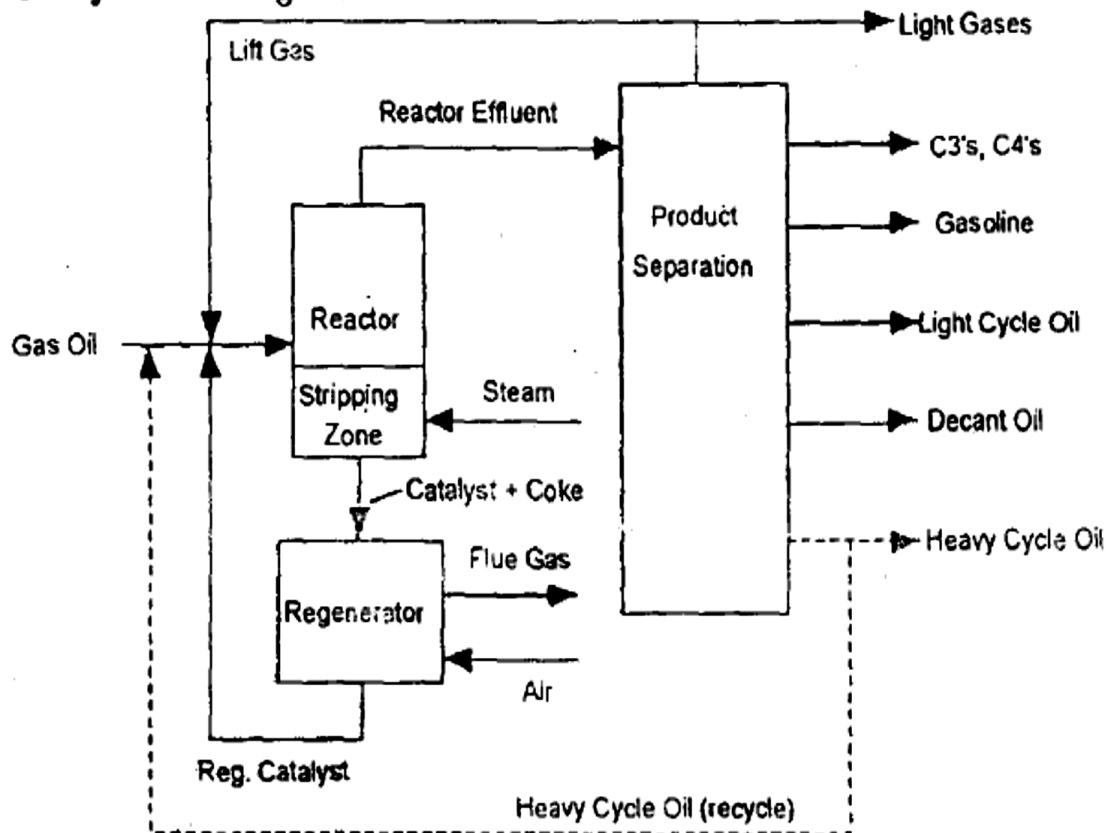 Light Gases
Lift Gas
Reactor Effluent
C3's, C4's
Product
Separation
Gasoline
Reactor
Light Cycle Oil
Gas Oil
Stripping
Zone
Steam
Decant Oil
Catalyst + Coke
Heavy Cycle Oil
Flue Gas
Regenerator
Air
Reg. Catalyst
Heavy Cycle Oil (recycle)